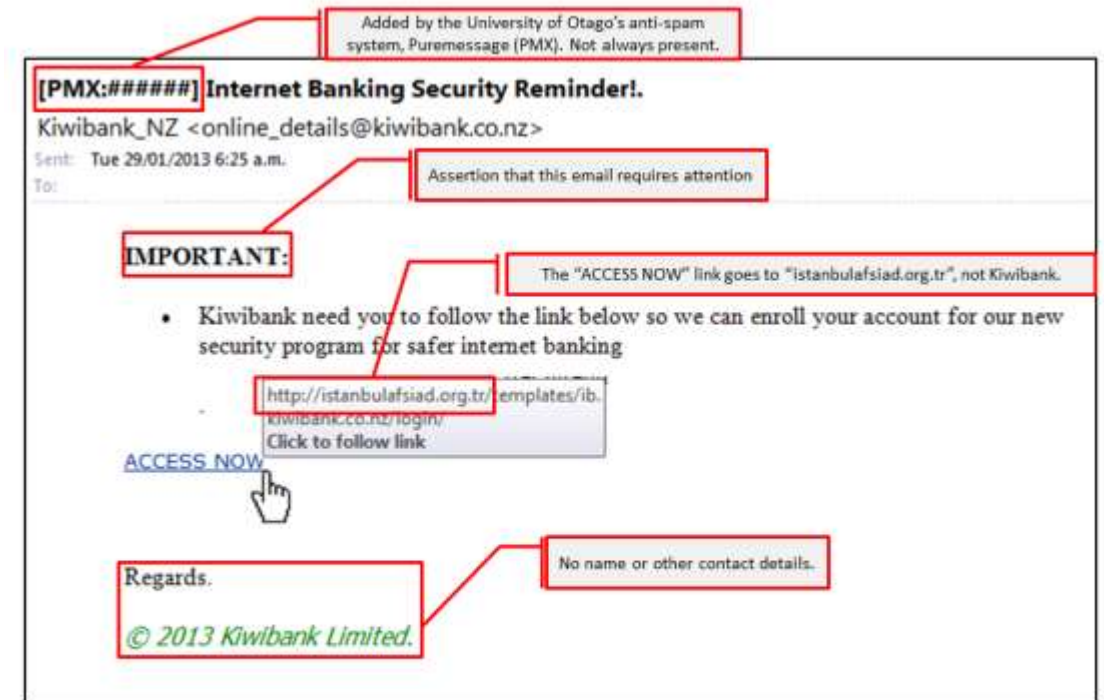 Added by the University of Otago's anti-spam
system, Puremessage (PMX). Not always present.
[PMX:######] Internet Banking Security Reminder!.
Kiwibank_NZ <online_details@kiwibank.co.nz>
Sent: Tue 29/01/2013 6:25 a.m.
To:
Assertion that this email requires attention
IMPORTANT:
The "ACCESS NOW" link goes to "istanbulafsiad.org.tr", not Kiwibank.
• Kiwibank need you to follow the link below so we can enroll your account for our new
security program for safer internet banking
http://istanbulafsiad.org.tr/templates/ib.
kiwibank.co.nz/login/
Click to follow link
ACCESS NOW
No name or other contact details.
Regards.
© 2013 Kiwibank Limited.